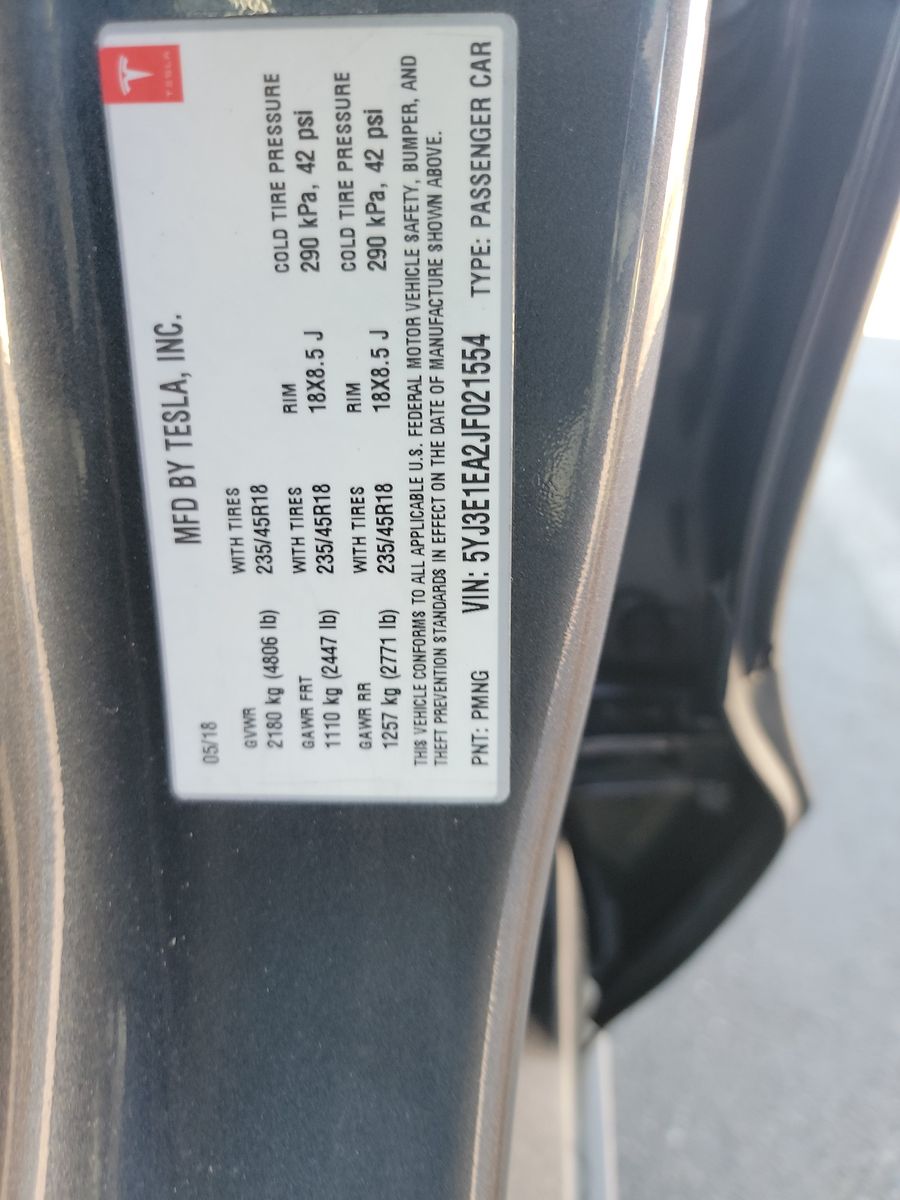 TESLA
MFD BY TESLA, INC.
05/18
GVWR WITH TIRES
2180 kg (4806 lb) 235/45R18
GAWR FRT WITH TIRES RIM COLD TIRE PRESSURE
1110 kg (2447 lb) 235/45R18 18X8.5 J 290 kPa, 42 psi
GAWR RR WITH TIRES RIM COLD TIRE PRESSURE
1257 kg (2771 lb) 235/45R18 18X8.5 J 290 kPa, 42 psi
THIS VEHICLE CONFORMS TO ALL APPLICABLE U.S. FEDERAL MOTOR VEHICLE SAFETY, BUMPER, AND
THEFT PREVENTION STANDARDS IN EFFECT ON THE DATE OF MANUFACTURE SHOWN ABOVE.
PNT: PMNG VIN: 5YJ3E1EA2JF021554 TYPE: PASSENGER CAR